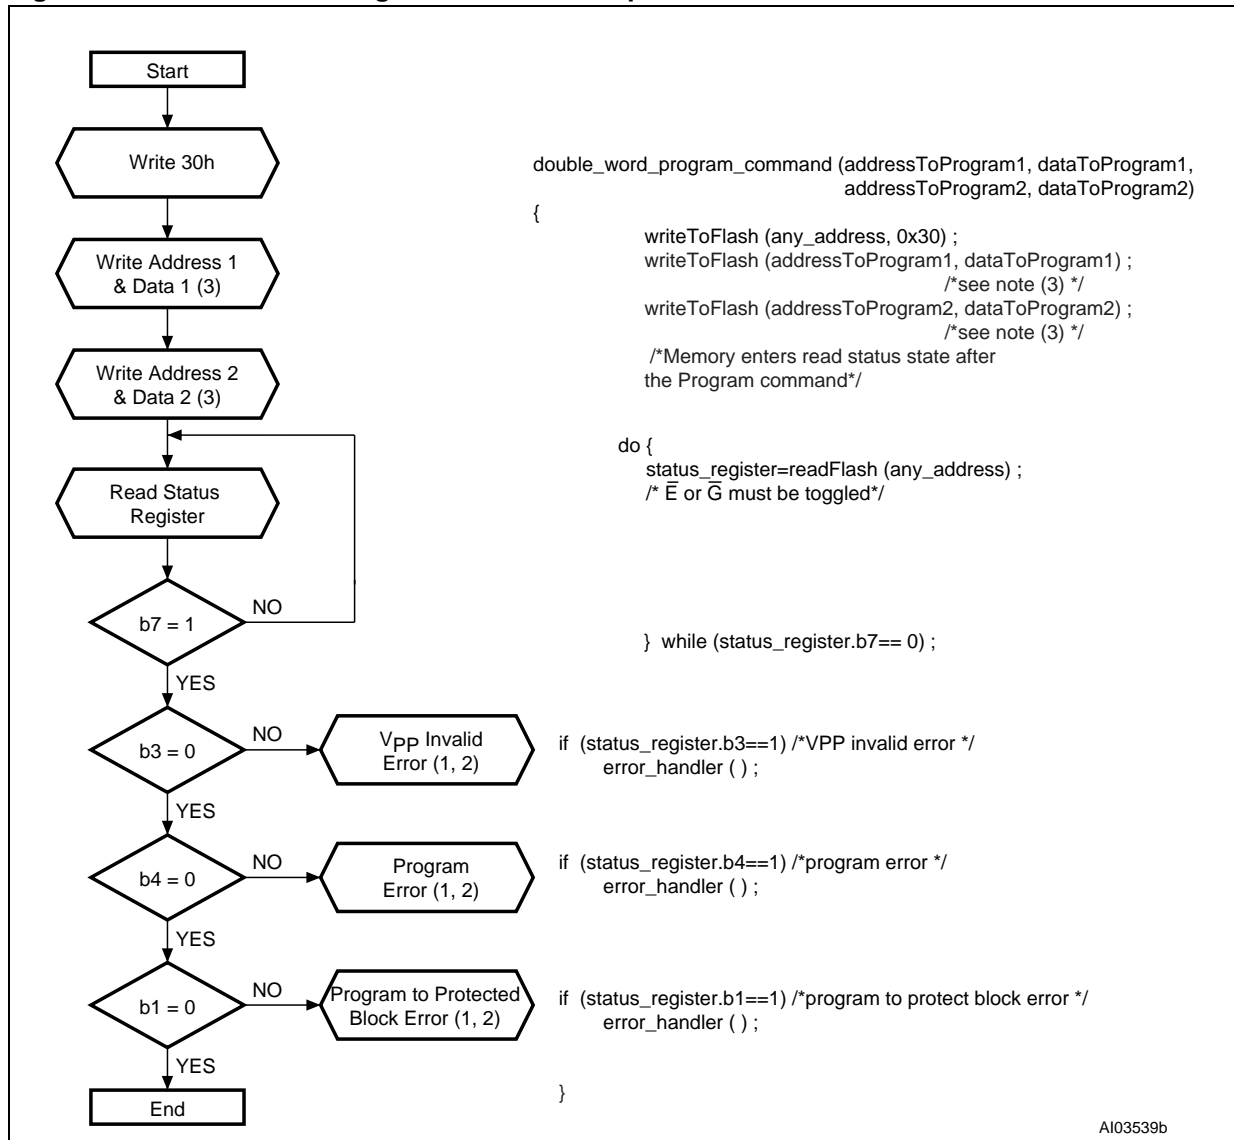 Start
Write 30h
Write Address 1
& Data 1 (3)
Write Address 2
& Data 2 (3)
Read Status
Register
NO
b7 = 1
YES
NO
b3 = 0
VPP Invalid
Error (1, 2)
YES
NO
b4 = 0
Program
Error (1, 2)
YES
NO
b1 = 0
Program to Protected
Block Error (1, 2)
YES
End
double_word_program_command (addressToProgram1, dataToProgram1,
addressToProgram2, dataToProgram2)
{
writeToFlash (any_address, 0x30) ;
writeToFlash (addressToProgram1, dataToProgram1) ;
/*see note (3) */
writeToFlash (addressToProgram2, dataToProgram2) ;
/*see note (3) */
/*Memory enters read status state after
the Program command*/
do {
status_register=readFlash (any_address) ;
/* E̅ or G̅ must be toggled*/
} while (status_register.b7== 0) ;
if (status_register.b3==1) /*VPP invalid error */
error_handler ( ) ;
if (status_register.b4==1) /*program error */
error_handler ( ) ;
if (status_register.b1==1) /*program to protect block error */
error_handler ( ) ;
}
AI03539b